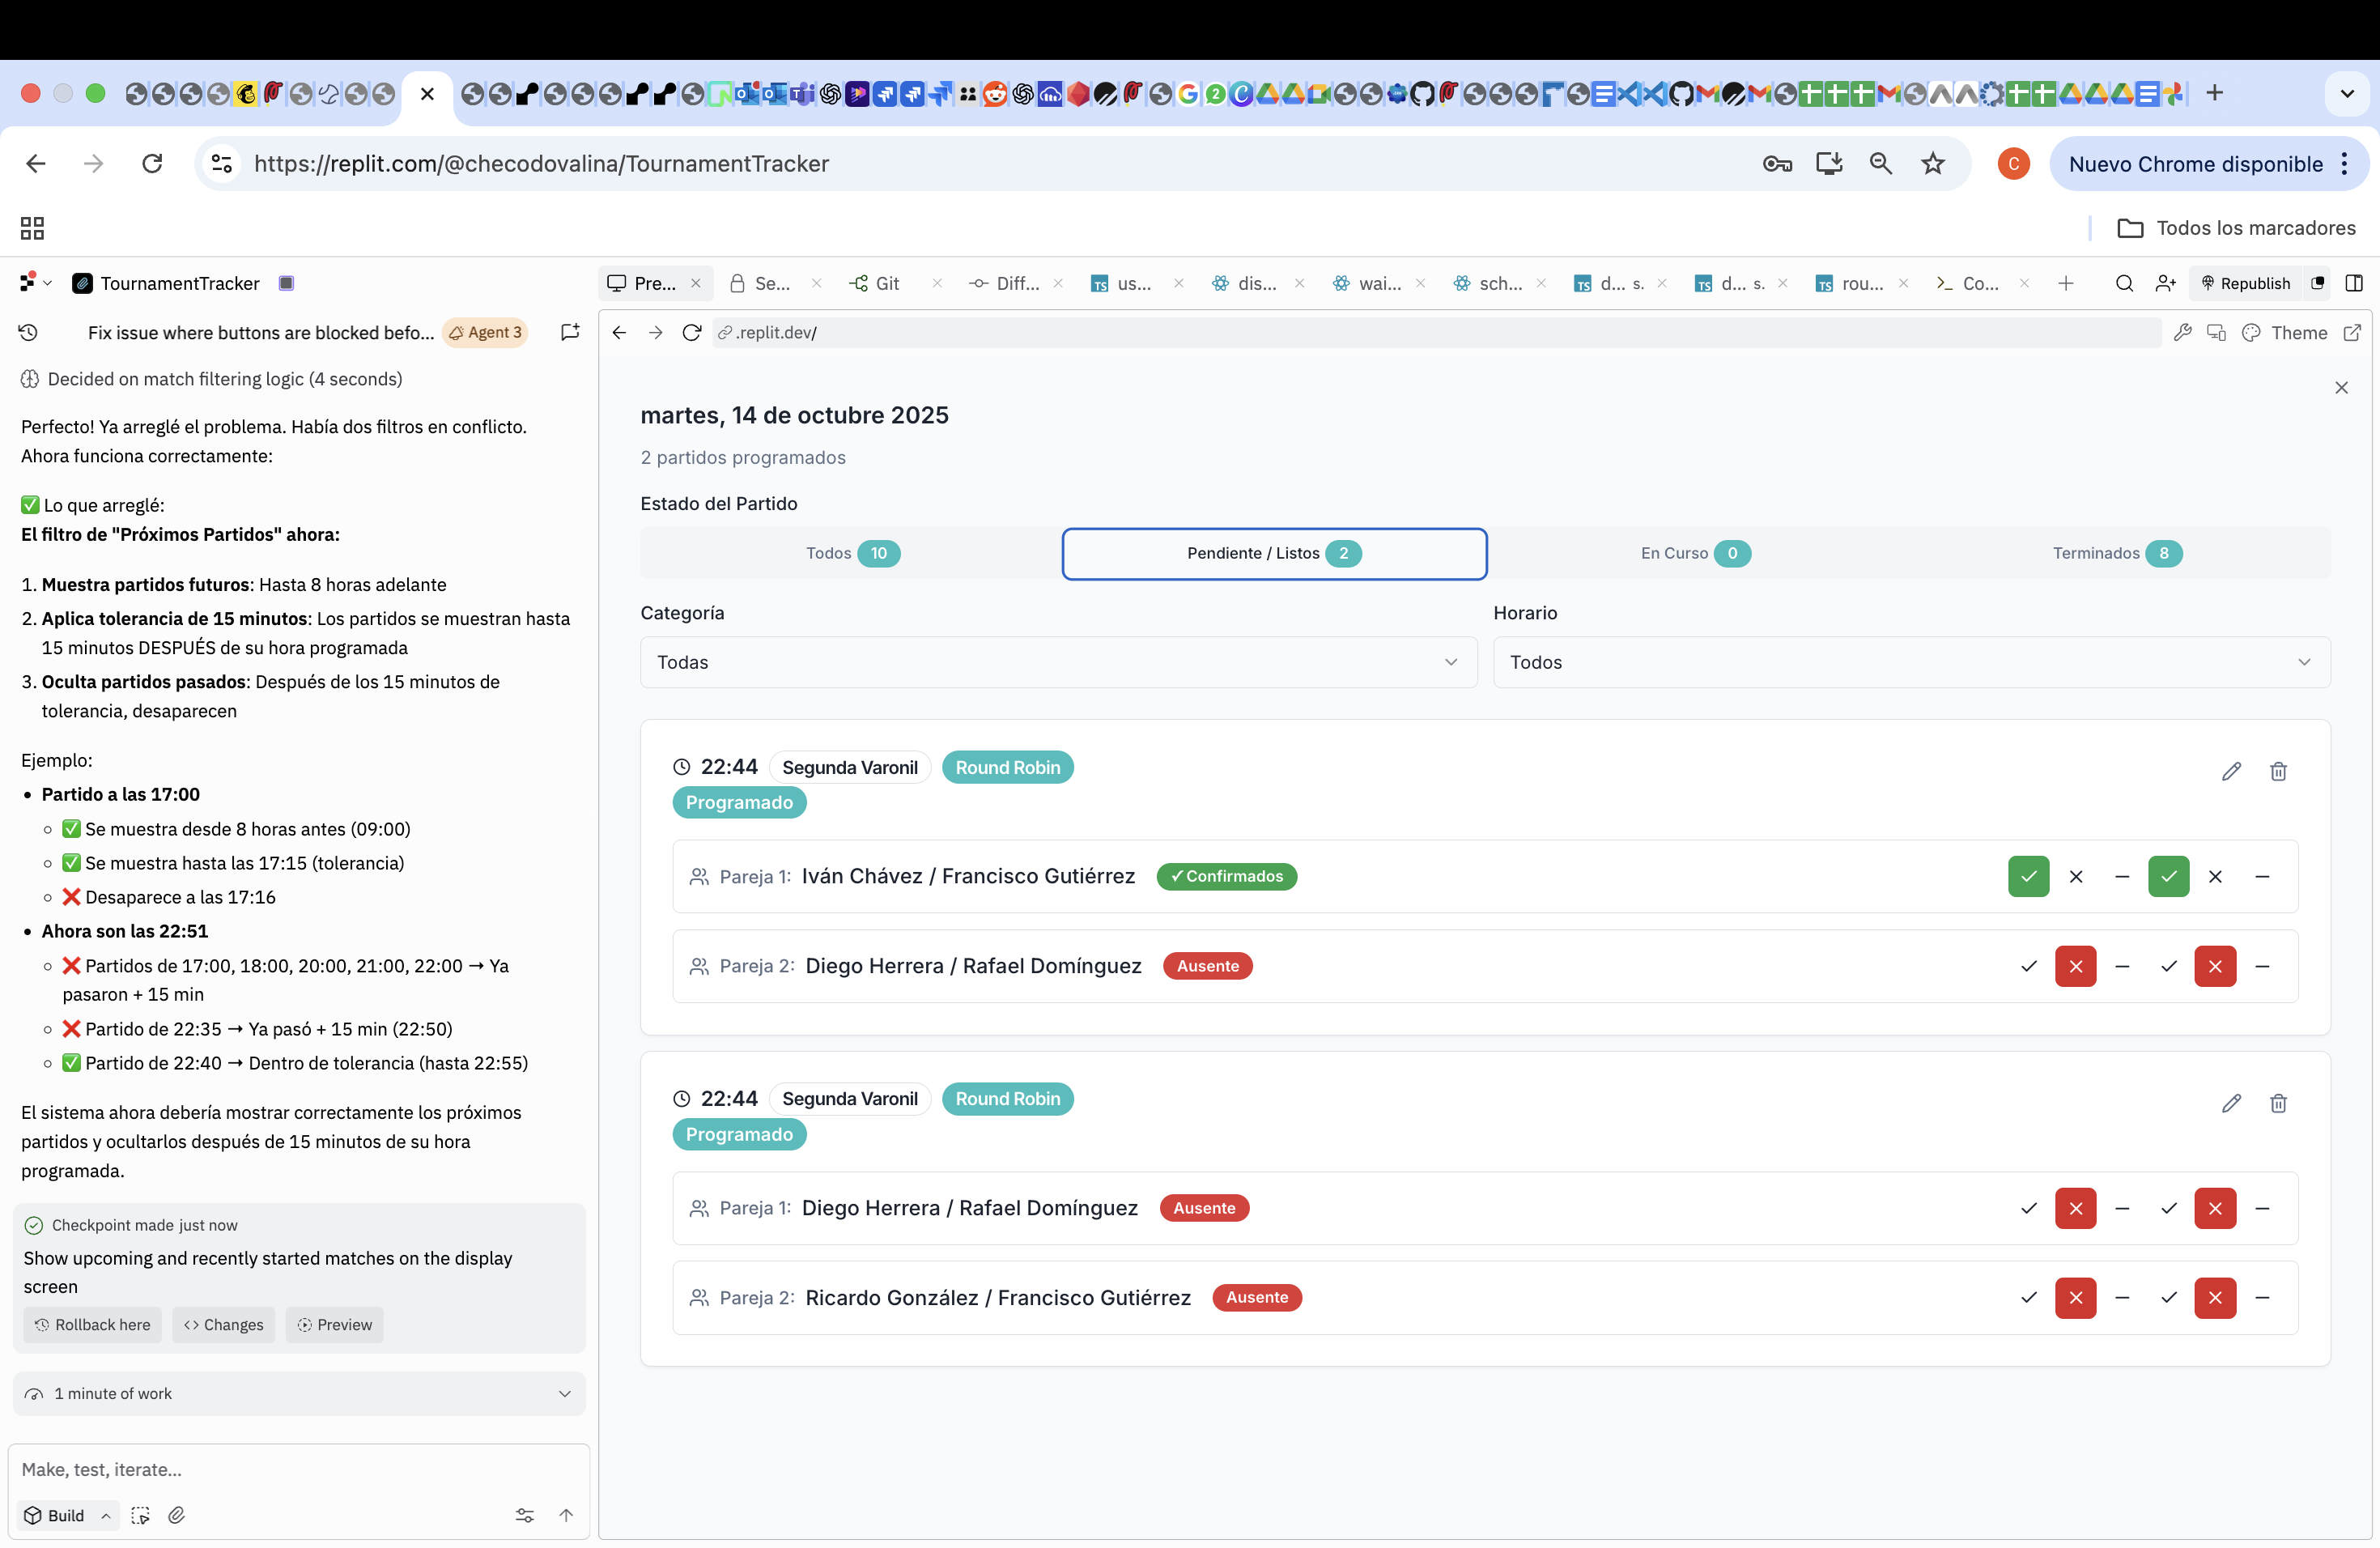 https://replit.com/@checodovalina/TournamentTracker
C
Nuevo Chrome disponible
Todos los marcadores
TournamentTracker
Pre...
Se...
Git
Diff...
TS us...
dis...
wai...
sch...
TS d... s.
TS d... s.
TS rou...
Co...
Republish
Fix issue where buttons are blocked befo...
Agent 3
.replit.dev/
Theme
Decided on match filtering logic (4 seconds)
Perfecto! Ya arreglé el problema. Había dos filtros en conflicto.
Ahora funciona correctamente:
✅ Lo que arreglé:
El filtro de "Próximos Partidos" ahora:
1. Muestra partidos futuros: Hasta 8 horas adelante
2. Aplica tolerancia de 15 minutos: Los partidos se muestran hasta
15 minutos DESPUÉS de su hora programada
3. Oculta partidos pasados: Después de los 15 minutos de
tolerancia, desaparecen
Ejemplo:
• Partido a las 17:00
✅ Se muestra desde 8 horas antes (09:00)
✅ Se muestra hasta las 17:15 (tolerancia)
❌ Desaparece a las 17:16
• Ahora son las 22:51
❌ Partidos de 17:00, 18:00, 20:00, 21:00, 22:00 → Ya
pasaron + 15 min
❌ Partido de 22:35 → Ya pasó + 15 min (22:50)
✅ Partido de 22:40 → Dentro de tolerancia (hasta 22:55)
El sistema ahora debería mostrar correctamente los próximos
partidos y ocultarlos después de 15 minutos de su hora
programada.
Checkpoint made just now
Show upcoming and recently started matches on the display
screen
Rollback here
Changes
Preview
1 minute of work
Make, test, iterate...
Build
martes, 14 de octubre 2025
2 partidos programados
Estado del Partido
Todos 10
Pendiente / Listos 2
En Curso 0
Terminados 8
Categoría
Horario
Todas
Todos
22:44 Segunda Varonil Round Robin
Programado
Pareja 1: Iván Chávez / Francisco Gutiérrez ✓ Confirmados
Pareja 2: Diego Herrera / Rafael Domínguez Ausente
22:44 Segunda Varonil Round Robin
Programado
Pareja 1: Diego Herrera / Rafael Domínguez Ausente
Pareja 2: Ricardo González / Francisco Gutiérrez Ausente